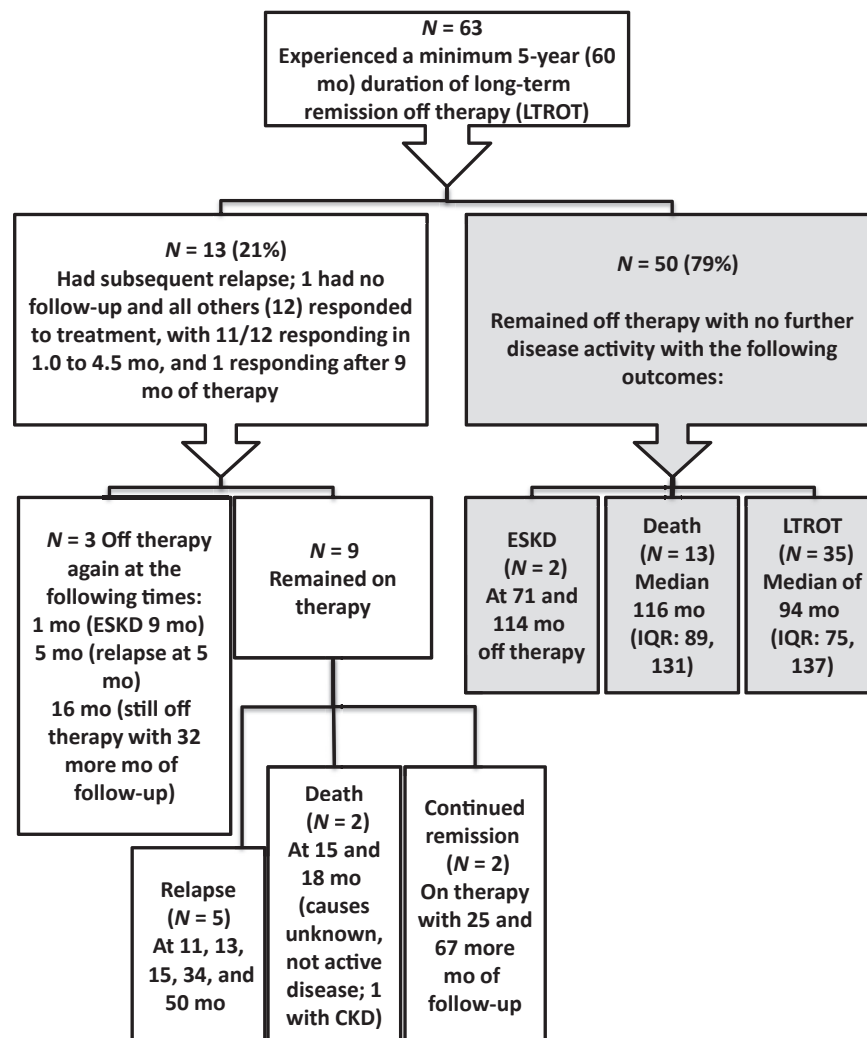 N = 63
Experienced a minimum 5-year (60
mo) duration of long-term
remission off therapy (LTROT)
N = 13 (21%)
Had subsequent relapse; 1 had no
follow-up and all others (12) responded
to treatment, with 11/12 responding in
1.0 to 4.5 mo, and 1 responding after 9
mo of therapy
N = 50 (79%)
Remained off therapy with no further
disease activity with the following
outcomes:
N = 3 Off therapy
again at the
following times:
1 mo (ESKD 9 mo)
5 mo (relapse at 5
mo)
16 mo (still off
therapy with 32
more mo of
follow-up)
N = 9
Remained on
therapy
ESKD
(N = 2)
At 71 and
114 mo
off therapy
Death
(N = 13)
Median
116 mo
(IQR: 89,
131)
LTROT
(N = 35)
Median of
94 mo
(IQR: 75,
137)
Relapse
(N = 5)
At 11, 13,
15, 34, and
50 mo
Death
(N = 2)
At 15 and
18 mo
(causes
unknown,
not active
disease; 1
with CKD)
Continued
remission
(N = 2)
On therapy
with 25 and
67 more
mo of
follow-up